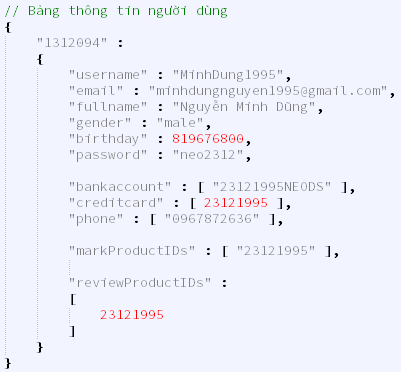 // Bảng thông tin người dùng
{
"1312094" :
{
"username" : "MinhDung1995",
"email" : "minhdungnguyen1995@gmail.com",
"fullname" : "Nguyễn Minh Dũng",
"gender" : "male",
"birthday" : 819676800,
"password" : "neo2312",
"bankaccount" : [ "23121995NEODS" ],
"creditcard" : [ 23121995 ],
"phone" : [ "0967872636" ],
"markProductIDs" : [ "23121995" ],
"reviewProductIDs" :
[
23121995
]
}
}